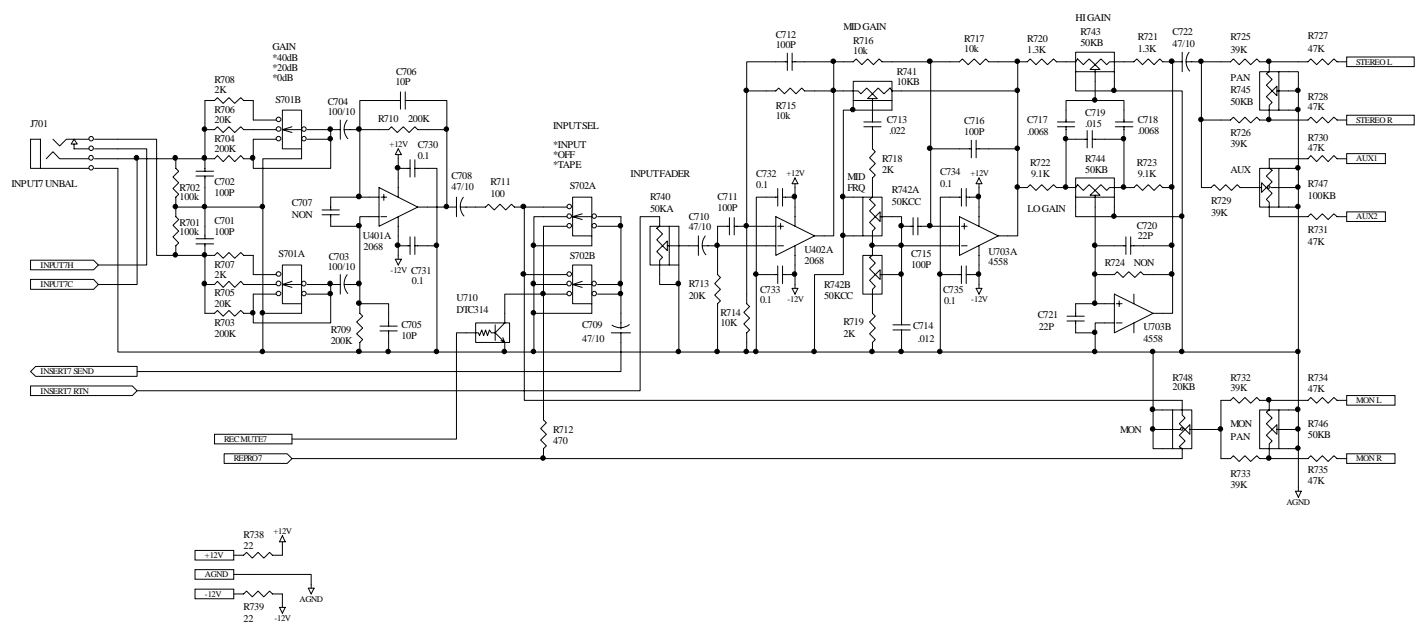 J701
INPUT7 UNBAL
INPUT7H
INPUT7C
INSERT7 SEND
INSERT7 RTN
REC MUTE7
REPRO7
R708
2K
R706
20K
R704
200K
R702
100k
R701
100k
C702
100P
C701
100P
R707
2K
R705
20K
R703
200K
GAIN
*40dB
*20dB
*0dB
S701B
S701A
C704
100/10
C703
100/10
C707
NON
R709
200K
C706
10P
R710
200K
+12V
C730
0.1
U401A
2068
-12V
C731
0.1
C705
10P
C708
47/10
R711
100
U710
DTC314
INPUT SEL
*INPUT
*OFF
*TAPE
S702A
S702B
C709
47/10
R712
470
INPUT FADER
R740
50KA
C710
47/10
C711
100P
R713
20K
R714
10K
C712
100P
R715
10k
C732
0.1
+12V
U402A
2068
C733
0.1
-12V
MID GAIN
R716
10k
R741
10KB
C713
.022
R718
2K
MID
FRQ
R742A
50KCC
R742B
50KCC
R719
2K
C715
100P
C714
.012
R717
10k
C716
100P
C734
0.1
+12V
U703A
4558
C735
0.1
-12V
R720
1.3K
HI GAIN
R743
50KB
R721
1.3K
C717
.0068
C719
.015
C718
.0068
R722
9.1K
R744
50KB
R723
9.1K
LO GAIN
C720
22P
R724
NON
C721
22P
U703B
4558
C722
47/10
R725
39K
R727
47K
STEREO L
PAN
R745
50KB
R728
47K
STEREO R
R726
39K
R730
47K
AUX1
AUX
R747
100KB
R729
39K
AUX2
R731
47K
R748
20KB
MON
R732
39K
R734
47K
MON L
MON
PAN
R746
50KB
MON R
R733
39K
R735
47K
AGND
R738
22
+12V
+12V
AGND
AGND
-12V
R739
22
-12V